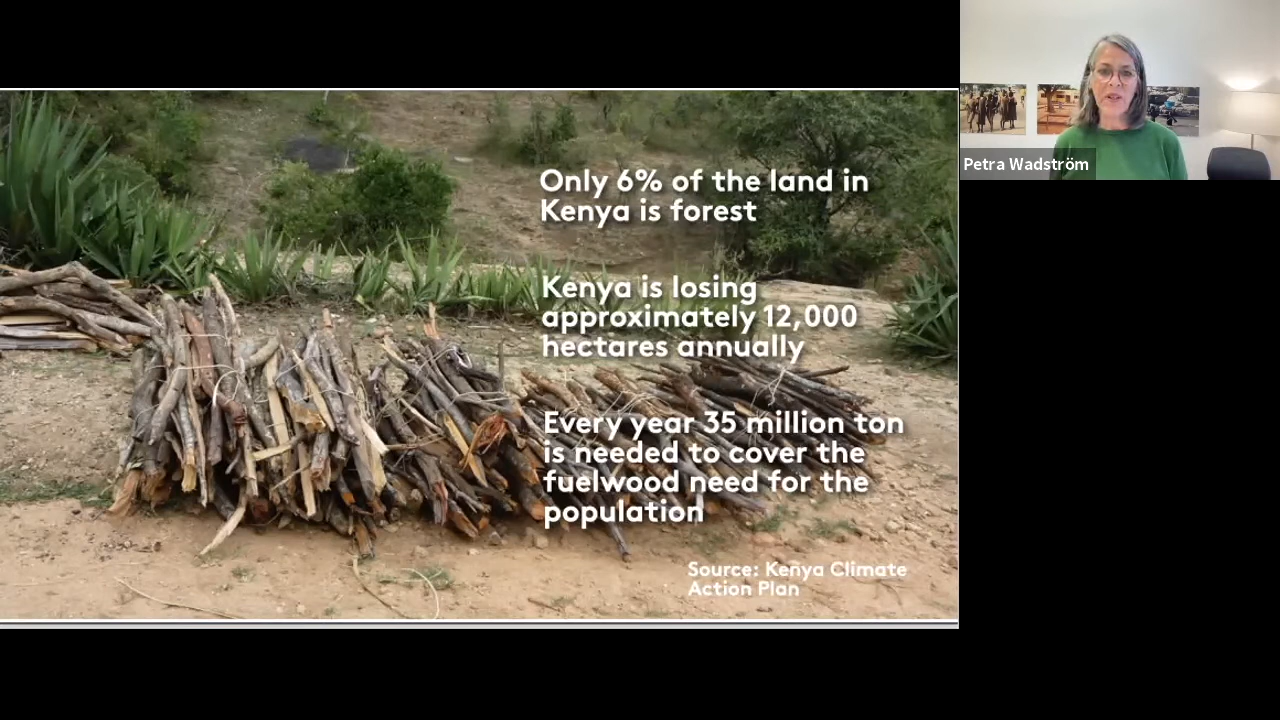 Only 6% of the land in
Kenya is forest
Kenya is losing
approximately 12,000
hectares annually
Every year 35 million ton
is needed to cover the
fuelwood need for the
population
Source: Kenya Climate
Action Plan
Petra Wadström